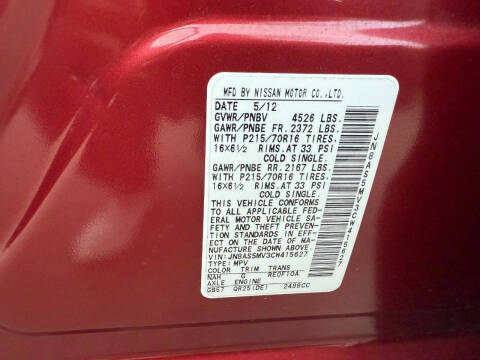 MFD BY NISSAN MOTOR CO.,LTD.
DATE 5/12
GVWR/PNBV 4526 LBS.
GAWR/PNBE FR. 2372 LBS.
WITH P215/70R16 TIRES.
16X6½ RIMS.AT 33 PSI
COLD SINGLE.
GAWR/PNBE RR. 2167 LBS.
WITH P215/70R16 TIRES.
16X6½ RIMS.AT 33 PSI
COLD SINGLE.
THIS VEHICLE CONFORMS
TO ALL APPLICABLE FED-
ERAL MOTOR VEHICLE SA-
FETY AND THEFT PREVEN-
TION STANDARDS IN EFF-
ECT ON THE DATE OF MA-
NUFACTURE SHOWN ABOVE.
VIN:JN8AS5MV3CW415627
TYPE:MPV
COLOR TRIM TRANS
NAH G RE0F10A
AXLE ENGINE
GB57 QR25(DE) 2488CC
JN8AS5MV3CW415627